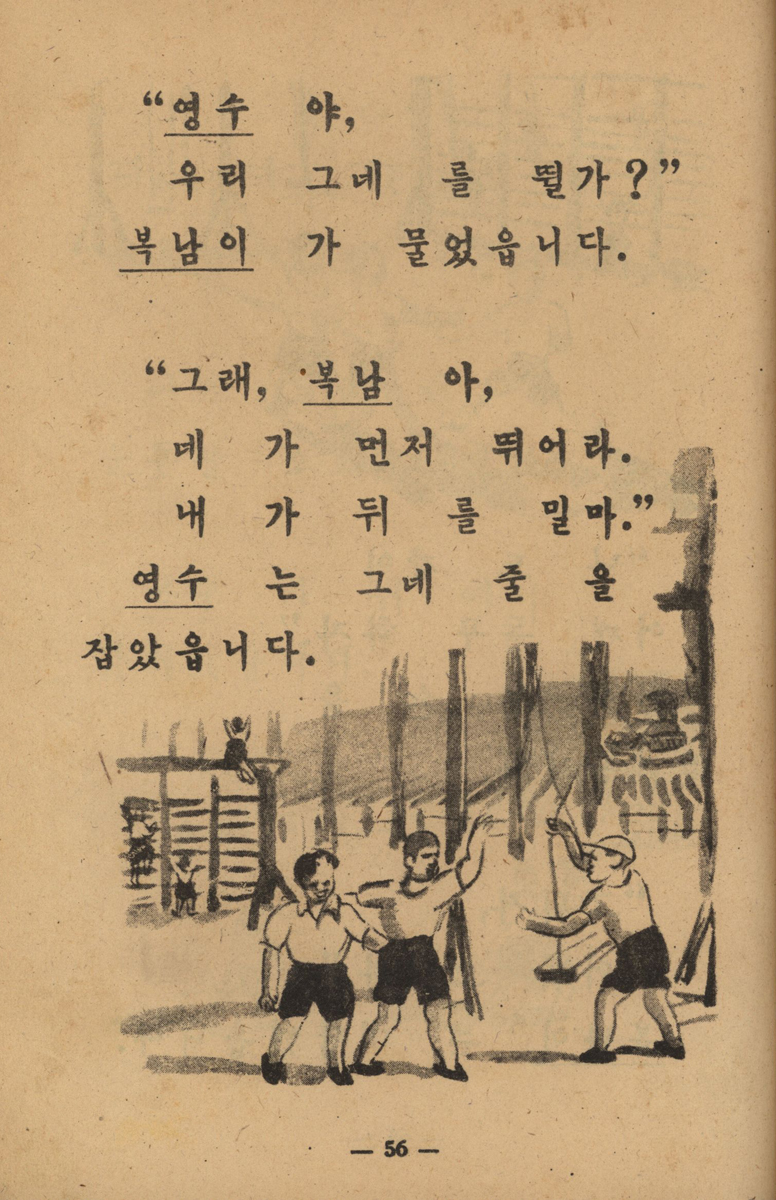 “영수 야,
우리 그네 를 뛸가?”
복남이 가 물었읍니다.
“그래, 복남 아,
네 가 먼저 뛰어라.
내 가 뒤 를 밀마.”
영수 는 그네 줄 을
잡았읍니다.
— 56 —